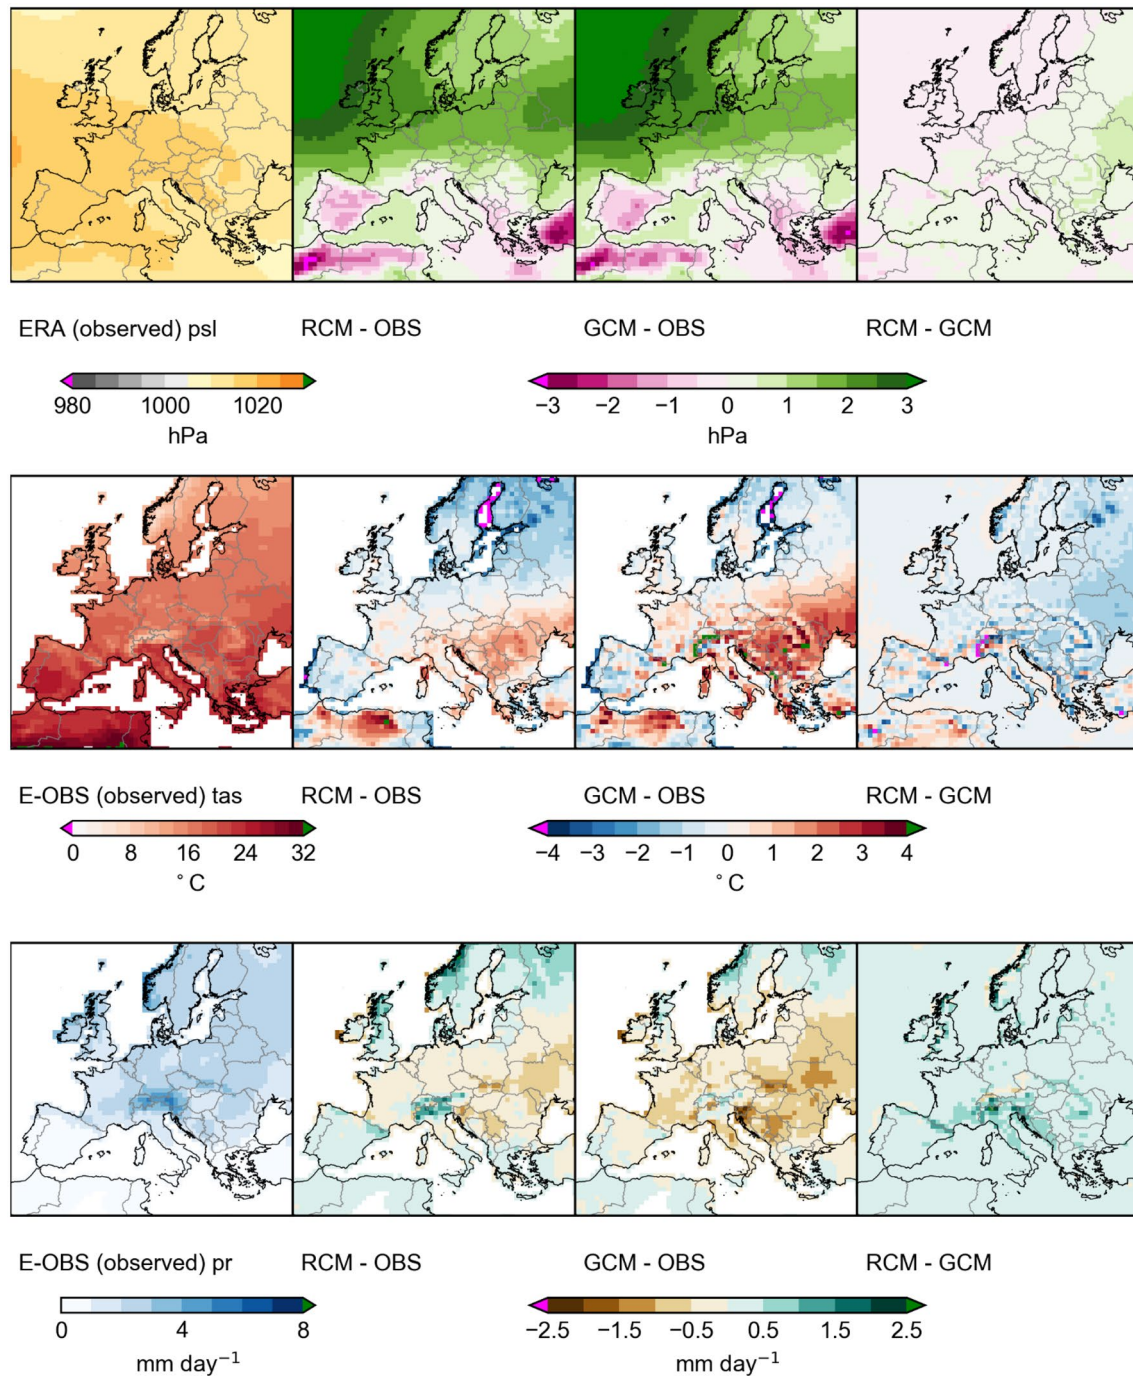 ERA (observed) psl RCM - OBS GCM - OBS RCM - GCM
980 1000 1020 −3 −2 −1 0 1 2 3
hPa hPa
E-OBS (observed) tas RCM - OBS GCM - OBS RCM - GCM
0 8 16 24 32 −4 −3 −2 −1 0 1 2 3 4
° C ° C
E-OBS (observed) pr RCM - OBS GCM - OBS RCM - GCM
0 4 8 −2.5 −1.5 −0.5 0.5 1.5 2.5
mm day⁻¹ mm day⁻¹